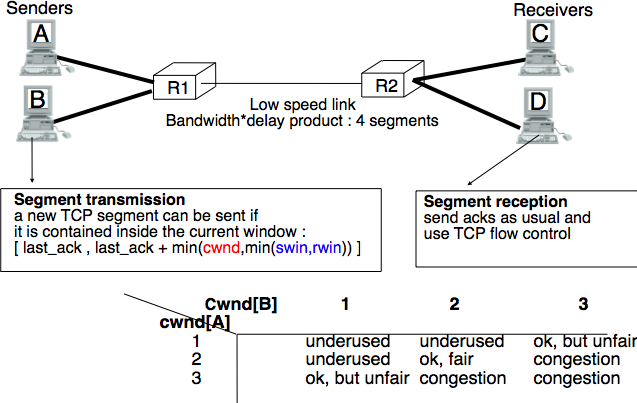 Senders
Receivers
A
C
R1
R2
B
D
Low speed link
Bandwidth*delay product : 4 segments
Segment transmission
a new TCP segment can be sent if
it is contained inside the current window :
[ last_ack , last_ack + min(cwnd,min(swin,rwin)) ]
Segment reception
send acks as usual and
use TCP flow control
Cwnd[B] 1 2 3
cwnd[A]
1 underused underused ok, but unfair
2 underused ok, fair congestion
3 ok, but unfair congestion congestion